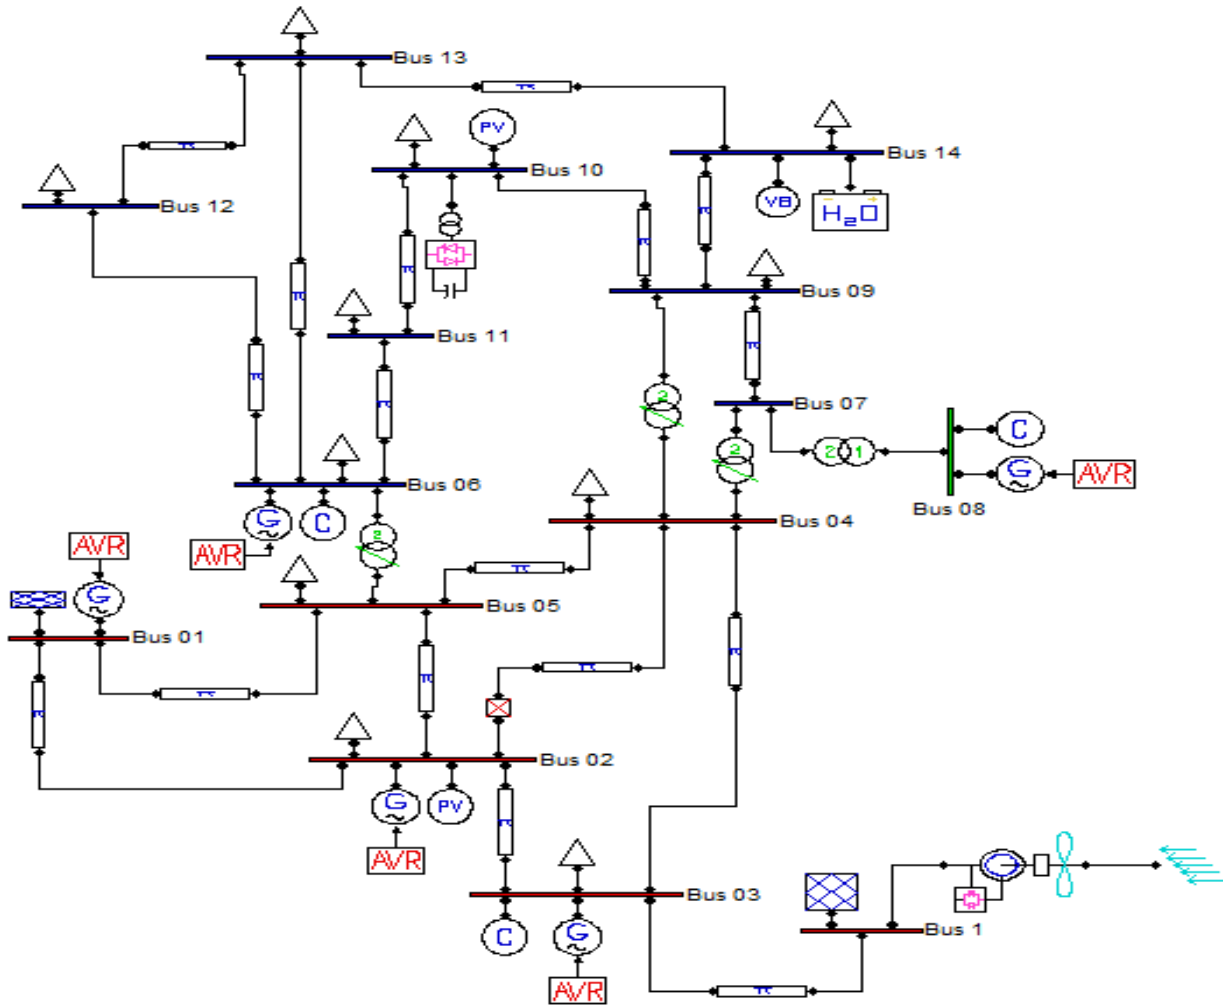 Bus 13
PV
Bus 14
Bus 10
VB
H2O
Bus 12
Bus 09
Bus 11
2
Bus 07
2
C
2 1
G
AVR
Bus 08
Bus 06
G
C
Bus 04
AVR
2
AVR
G
Bus 05
Bus 01
Bus 02
G
PV
AVR
Bus 03
C
G
Bus 1
AVR